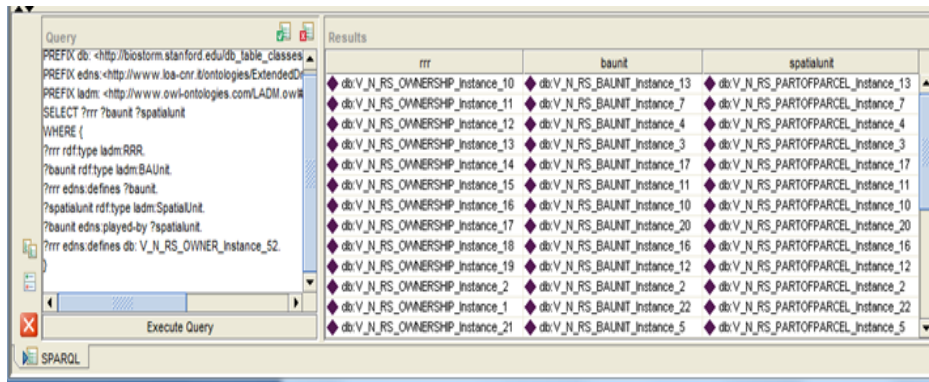 Query
PREFIX db: <http://biostorm.stanford.edu/db_table_classes
PREFIX edns:<http://www.loa-cnr.it/ontologies/ExtendedDr
PREFIX ladm: <http://www.owl-ontologies.com/LADM.owl#
SELECT ?rrr ?baunit ?spatialunit
WHERE {
?rrr rdf:type ladm:RRR.
?baunit rdf:type ladm:BAUnit.
?rrr edns:defines ?baunit.
?spatialunit rdf:type ladm:SpatialUnit.
?baunit edns:played-by ?spatialunit.
?rrr edns:defines db: V_N_RS_OWNER_Instance_52.
}
Execute Query
Results
rrr baunit spatialunit
db:V_N_RS_OWNERSHIP_Instance_10 db:V_N_RS_BAUNIT_Instance_13 db:V_N_RS_PARTOFPARCEL_Instance_13
db:V_N_RS_OWNERSHIP_Instance_11 db:V_N_RS_BAUNIT_Instance_7 db:V_N_RS_PARTOFPARCEL_Instance_7
db:V_N_RS_OWNERSHIP_Instance_12 db:V_N_RS_BAUNIT_Instance_4 db:V_N_RS_PARTOFPARCEL_Instance_4
db:V_N_RS_OWNERSHIP_Instance_13 db:V_N_RS_BAUNIT_Instance_3 db:V_N_RS_PARTOFPARCEL_Instance_3
db:V_N_RS_OWNERSHIP_Instance_14 db:V_N_RS_BAUNIT_Instance_17 db:V_N_RS_PARTOFPARCEL_Instance_17
db:V_N_RS_OWNERSHIP_Instance_15 db:V_N_RS_BAUNIT_Instance_11 db:V_N_RS_PARTOFPARCEL_Instance_11
db:V_N_RS_OWNERSHIP_Instance_16 db:V_N_RS_BAUNIT_Instance_10 db:V_N_RS_PARTOFPARCEL_Instance_10
db:V_N_RS_OWNERSHIP_Instance_17 db:V_N_RS_BAUNIT_Instance_20 db:V_N_RS_PARTOFPARCEL_Instance_20
db:V_N_RS_OWNERSHIP_Instance_18 db:V_N_RS_BAUNIT_Instance_16 db:V_N_RS_PARTOFPARCEL_Instance_16
db:V_N_RS_OWNERSHIP_Instance_19 db:V_N_RS_BAUNIT_Instance_12 db:V_N_RS_PARTOFPARCEL_Instance_12
db:V_N_RS_OWNERSHIP_Instance_2 db:V_N_RS_BAUNIT_Instance_2 db:V_N_RS_PARTOFPARCEL_Instance_2
db:V_N_RS_OWNERSHIP_Instance_1 db:V_N_RS_BAUNIT_Instance_22 db:V_N_RS_PARTOFPARCEL_Instance_22
db:V_N_RS_OWNERSHIP_Instance_21 db:V_N_RS_BAUNIT_Instance_5 db:V_N_RS_PARTOFPARCEL_Instance_5
SPARQL